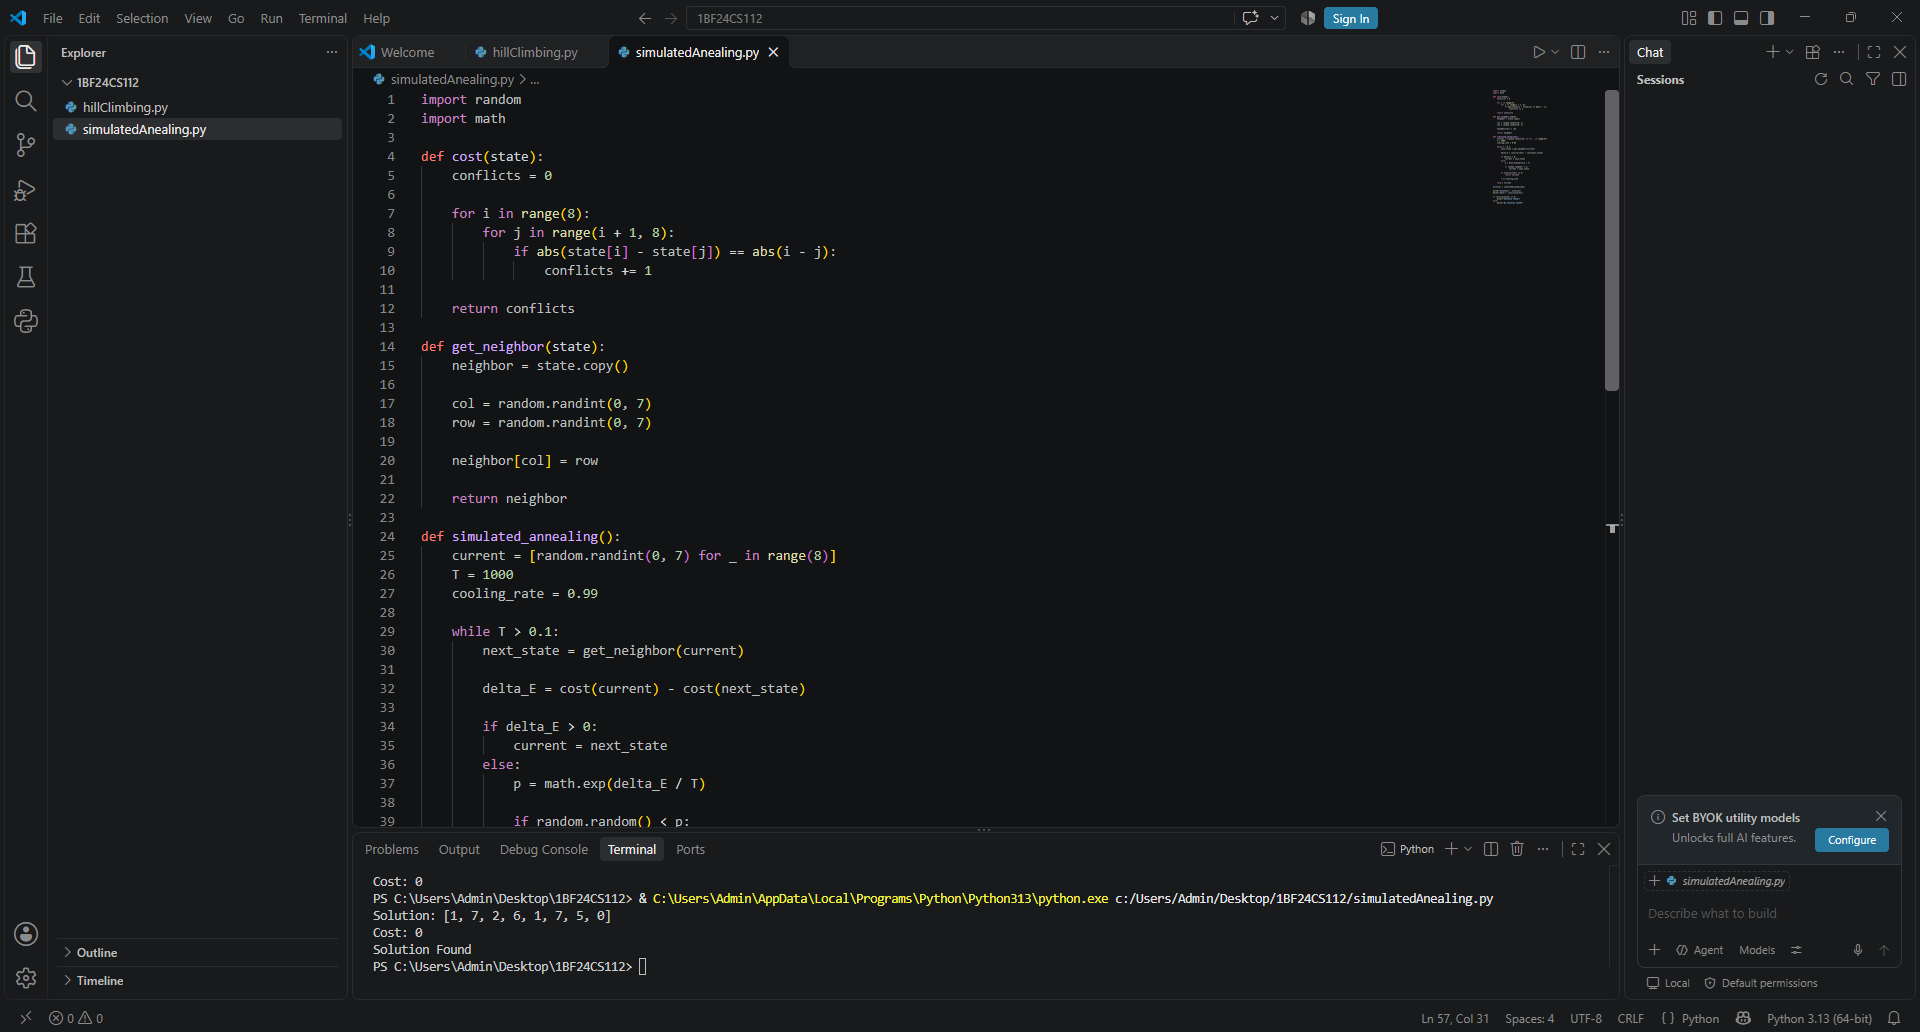 File Edit Selection View Go Run Terminal Help
1BF24CS112
Sign In
Explorer
1BF24CS112
hillClimbing.py
simulatedAnealing.py
Outline
Timeline
Welcome
hillClimbing.py
simulatedAnealing.py
simulatedAnealing.py > ...
1 import random
2 import math
3
4 def cost(state):
5 conflicts = 0
6
7 for i in range(8):
8 for j in range(i + 1, 8):
9 if abs(state[i] - state[j]) == abs(i - j):
10 conflicts += 1
11
12 return conflicts
13
14 def get_neighbor(state):
15 neighbor = state.copy()
16
17 col = random.randint(0, 7)
18 row = random.randint(0, 7)
19
20 neighbor[col] = row
21
22 return neighbor
23
24 def simulated_annealing():
25 current = [random.randint(0, 7) for _ in range(8)]
26 T = 1000
27 cooling_rate = 0.99
28
29 while T > 0.1:
30 next_state = get_neighbor(current)
31
32 delta_E = cost(current) - cost(next_state)
33
34 if delta_E > 0:
35 current = next_state
36 else:
37 p = math.exp(delta_E / T)
38
39 if random.random() < p:
Problems Output Debug Console Terminal Ports
Python
Cost: 0
PS C:\Users\Admin\Desktop\1BF24CS112> & C:\Users\Admin\AppData\Local\Programs\Python\Python313\python.exe c:/Users/Admin/Desktop/1BF24CS112/simulatedAnealing.py
Solution: [1, 7, 2, 6, 1, 7, 5, 0]
Cost: 0
Solution Found
PS C:\Users\Admin\Desktop\1BF24CS112>
Chat
Sessions
Set BYOK utility models
Unlocks full AI features.
Configure
simulatedAnealing.py
Describe what to build
Agent Models
Local Default permissions
0 0
Ln 57, Col 31 Spaces: 4 UTF-8 CRLF { } Python Python 3.13 (64-bit)